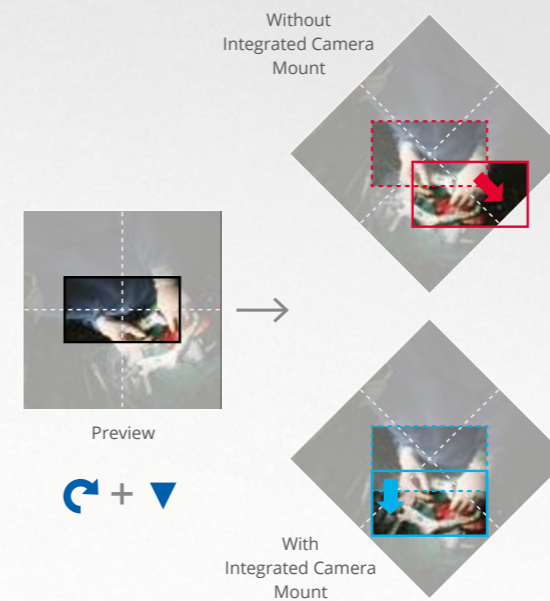 Without
Integrated Camera
Mount
Preview
+
With
Integrated Camera
Mount